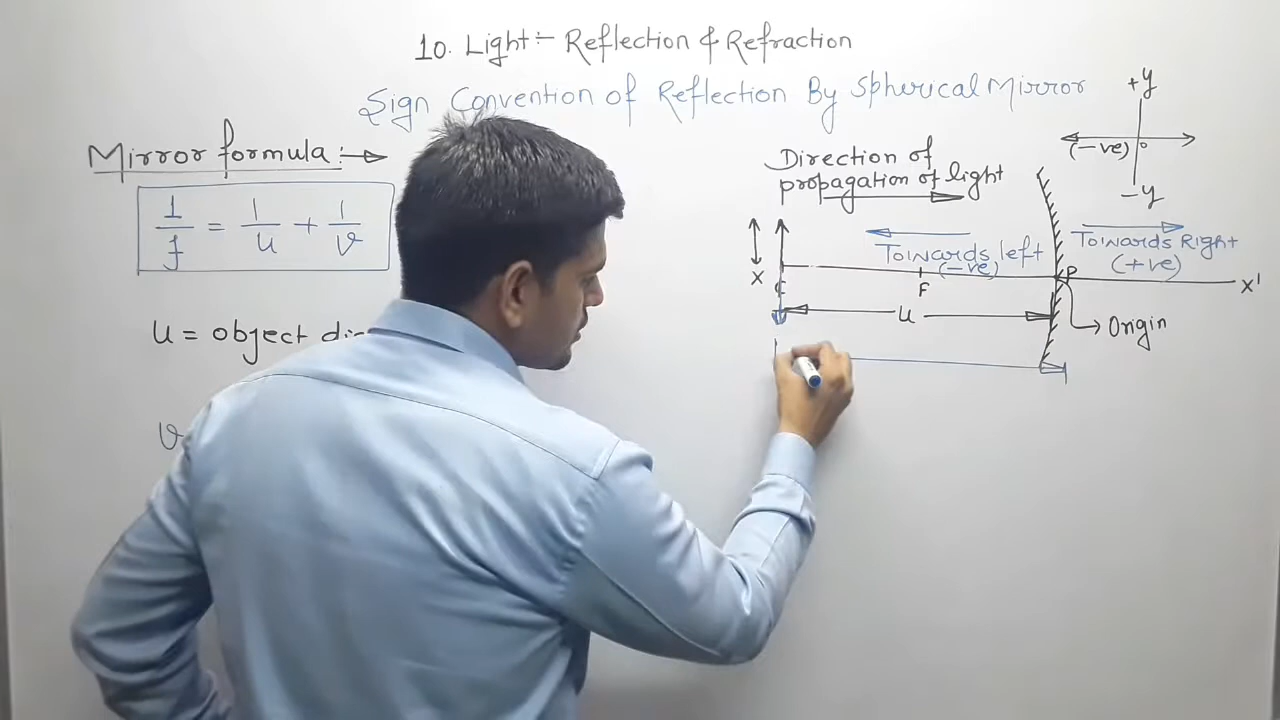 10. Light:- Reflection & Refraction
Sign Convention of Reflection By Spherical Mirror
Mirror formula:→
1/f = 1/u + 1/v
u = object
v
Direction of
propagation of light
Towards left
(-ve)
Towards Right
(+ve)
X
C
F
P
X'
u
Origin
+y
(-ve)
o
-y